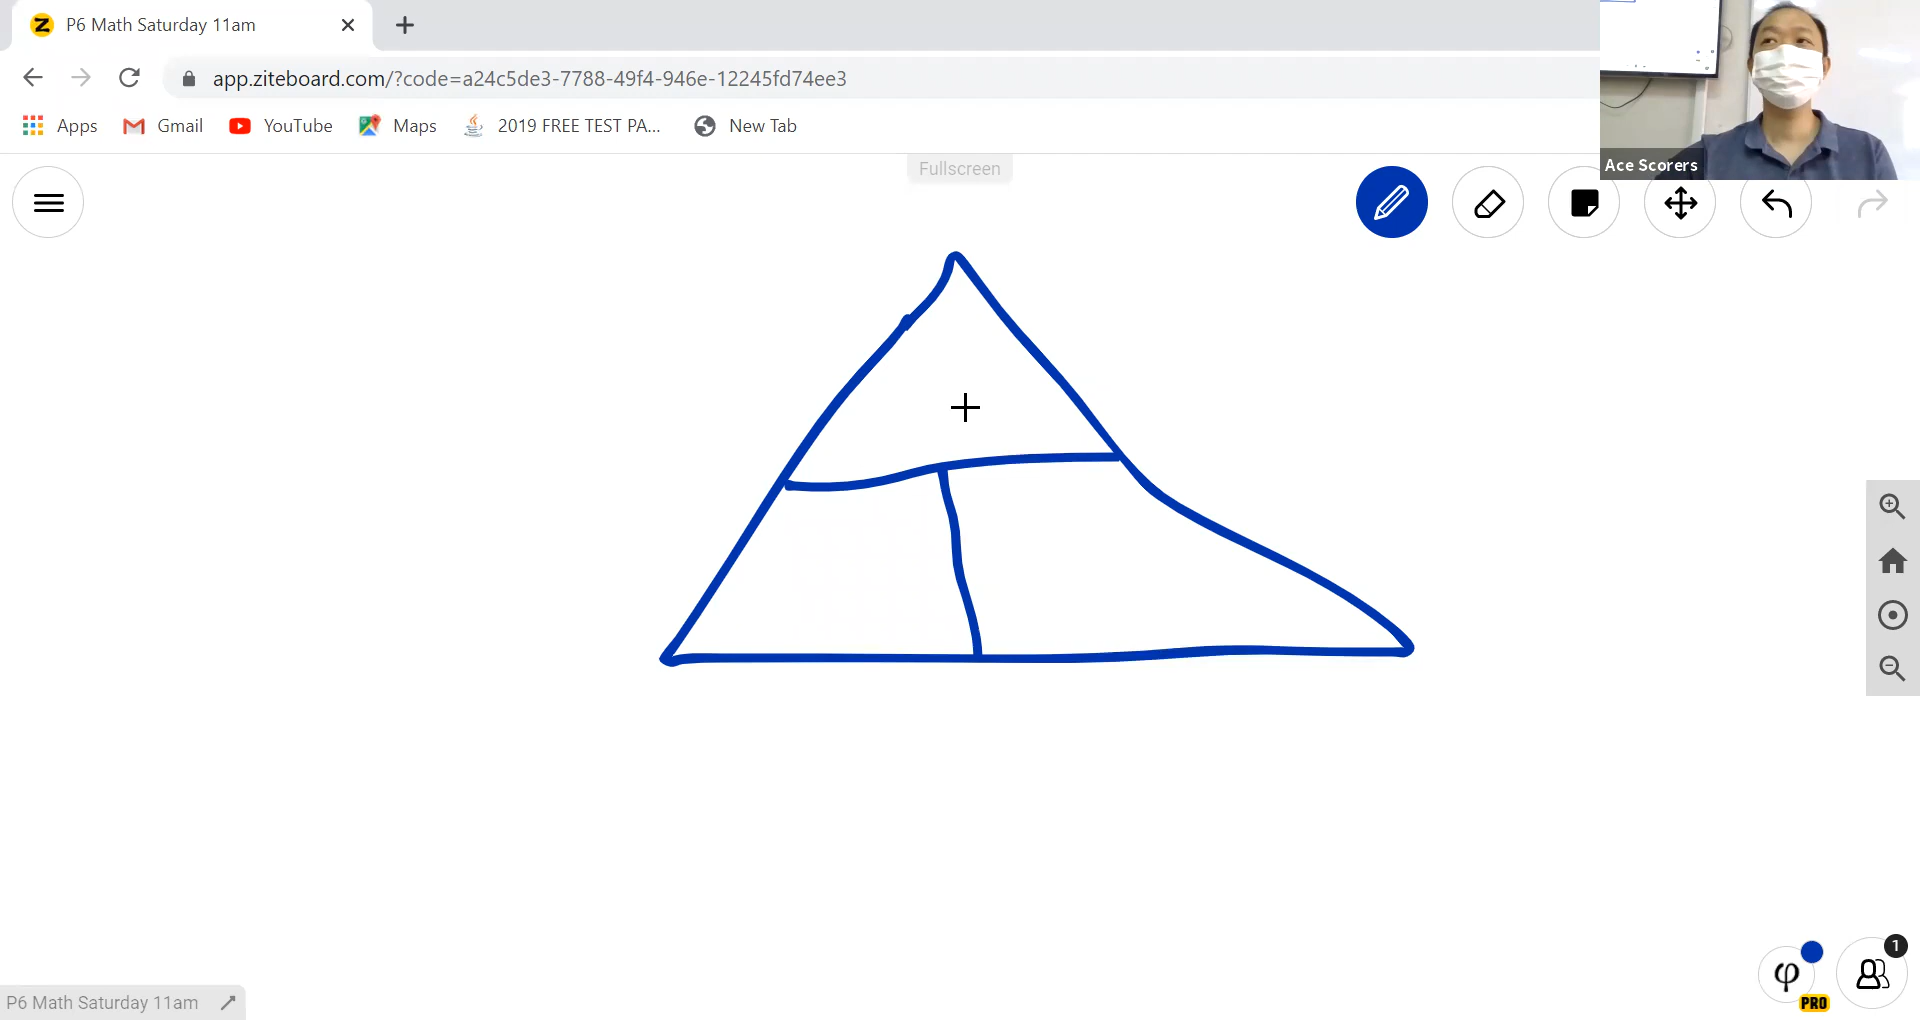 P6 Math Saturday 11am
app.ziteboard.com/?code=a24c5de3-7788-49f4-946e-12245fd74ee3
Apps Gmail YouTube Maps 2019 FREE TEST PA... New Tab
Fullscreen
Ace Scorers
1
φ
PRO
P6 Math Saturday 11am